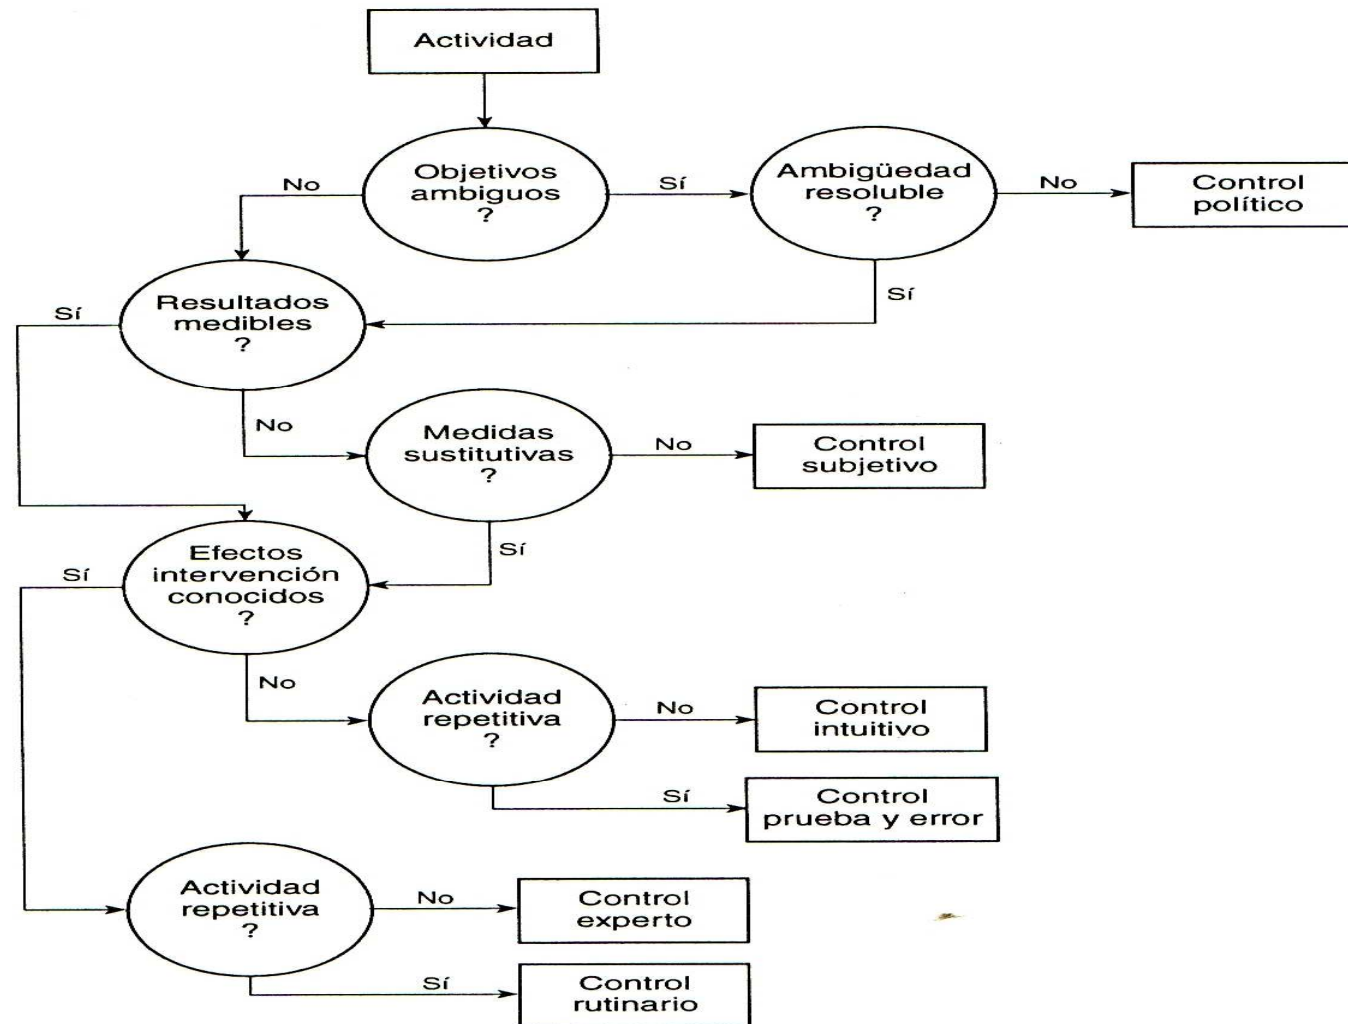 Actividad
Objetivos
ambiguos
?
No
Sí
Ambigüedad
resoluble
?
No
Control
político
Sí
Resultados
medibles
?
Sí
No
Medidas
sustitutivas
?
No
Control
subjetivo
Sí
Efectos
intervención
conocidos
?
Sí
No
Actividad
repetitiva
?
No
Control
intuitivo
Sí
Control
prueba y error
Actividad
repetitiva
?
No
Control
experto
Sí
Control
rutinario